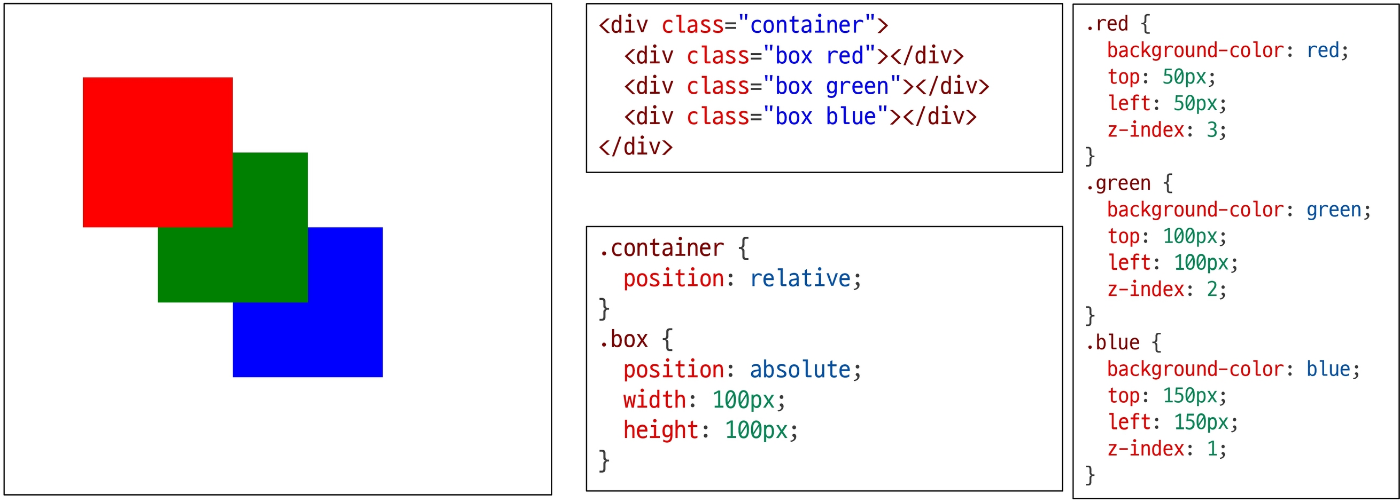 <div class="container">
  <div class="box red"></div>
  <div class="box green"></div>
  <div class="box blue"></div>
</div>
.container {
  position: relative;
}
.box {
  position: absolute;
  width: 100px;
  height: 100px;
}
.red {
  background-color: red;
  top: 50px;
  left: 50px;
  z-index: 3;
}
.green {
  background-color: green;
  top: 100px;
  left: 100px;
  z-index: 2;
}
.blue {
  background-color: blue;
  top: 150px;
  left: 150px;
  z-index: 1;
}